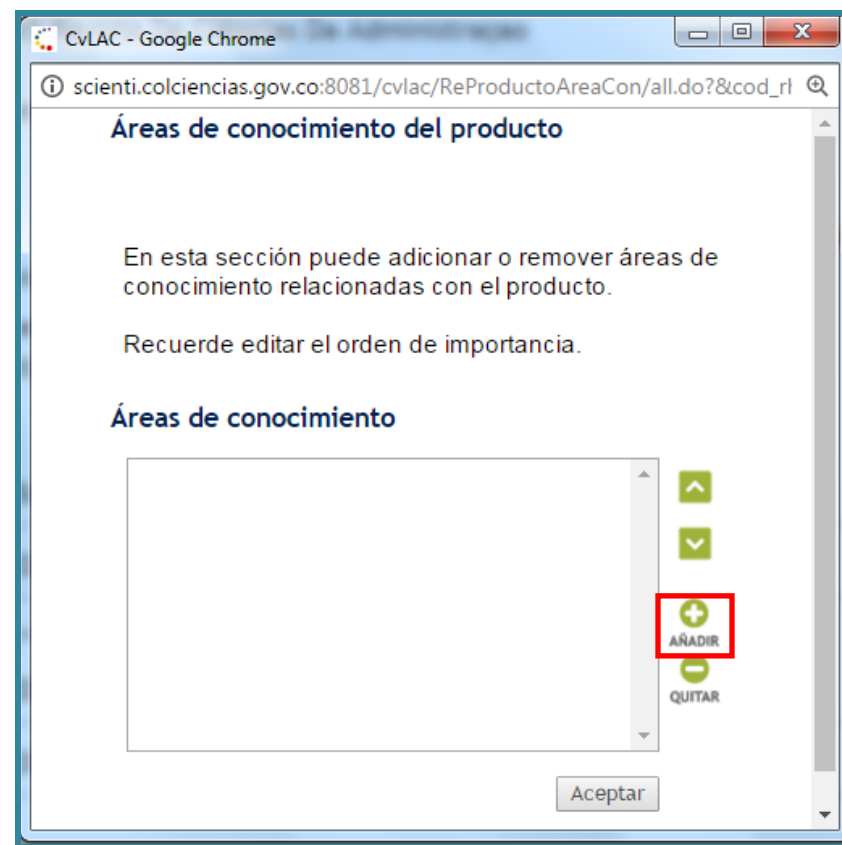 CvLAC - Google Chrome
scienti.colciencias.gov.co:8081/cvlac/ReProductoAreaCon/all.do?&cod_rh
Áreas de conocimiento del producto
En esta sección puede adicionar o remover áreas de
conocimiento relacionadas con el producto.
Recuerde editar el orden de importancia.
Áreas de conocimiento
AÑADIR
QUITAR
Aceptar